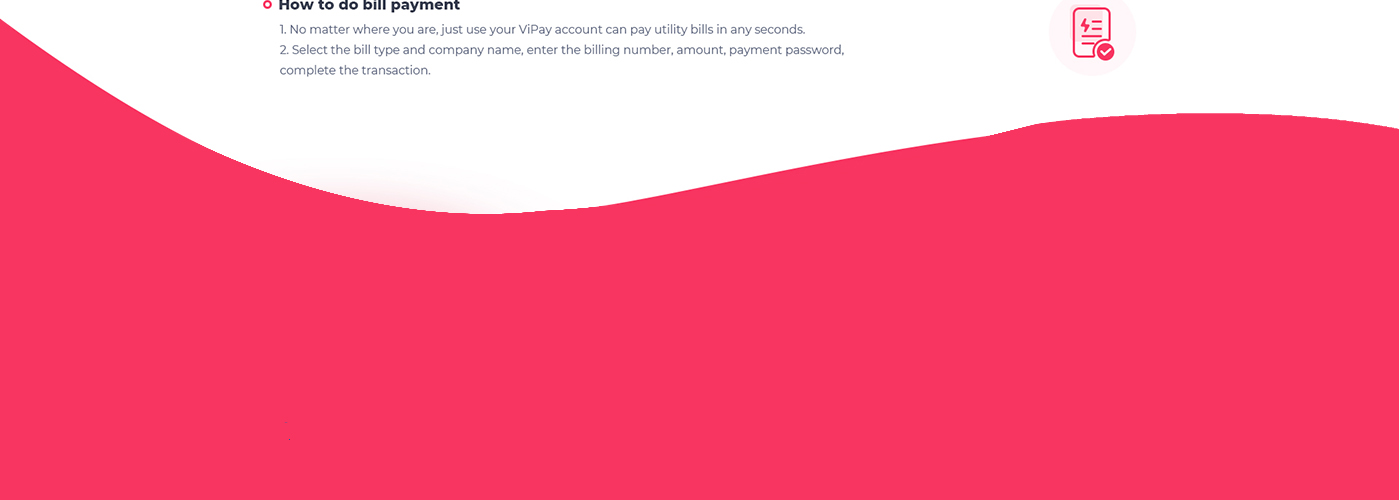 How to do bill payment
1. No matter where you are, just use your ViPay account can pay utility bills in any seconds.
2. Select the bill type and company name, enter the billing number, amount, payment password,
complete the transaction.